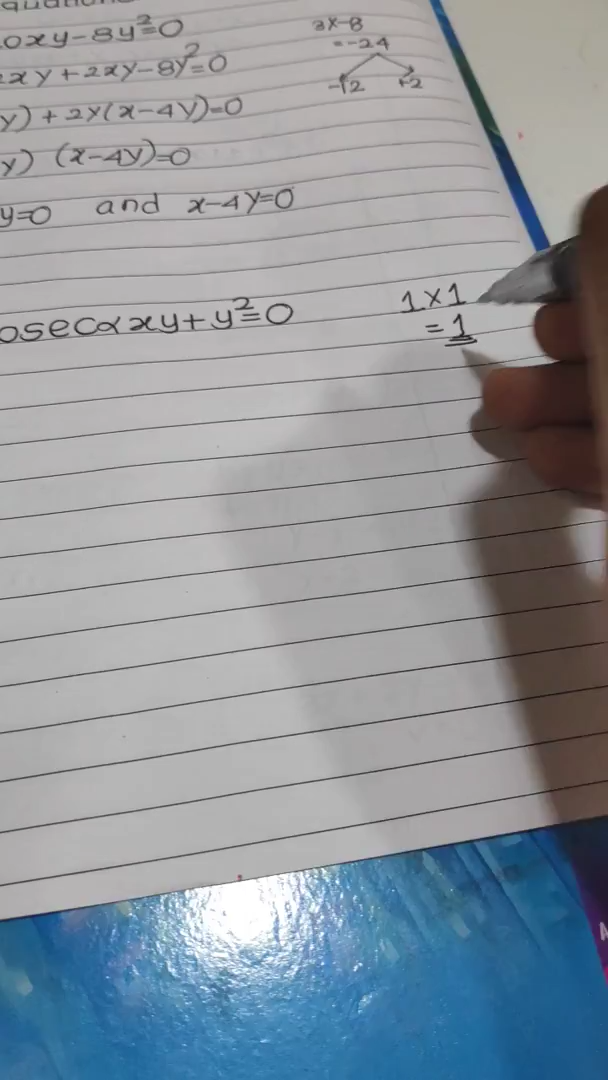 0xy-8y²=0
3x-8
=-24
2xy+2xy-8y²=0
-12 +2
y)+2y(x-4y)=0
y) (x-4y)=0
y=0 and x-4y=0
osecαxy+y²=0
1×1
=1